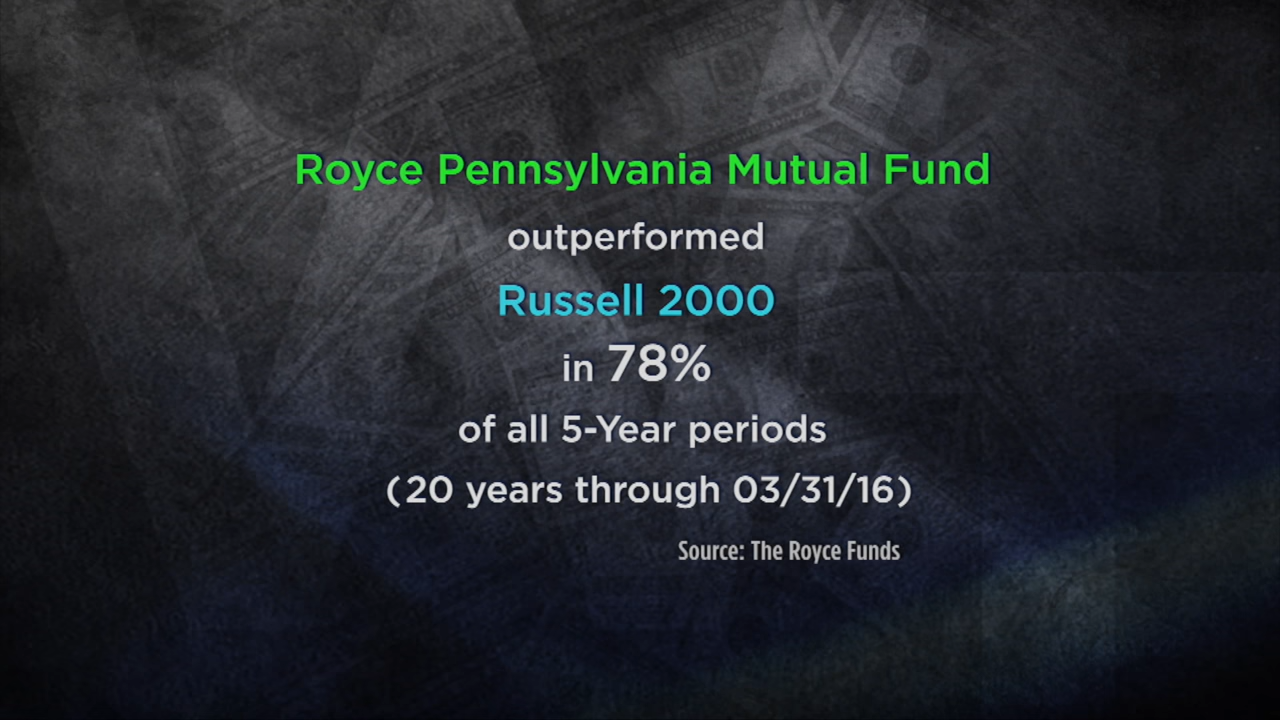 Royce Pennsylvania Mutual Fund
outperformed
Russell 2000
in 78%
of all 5-Year periods
(20 years through 03/31/16)
Source: The Royce Funds